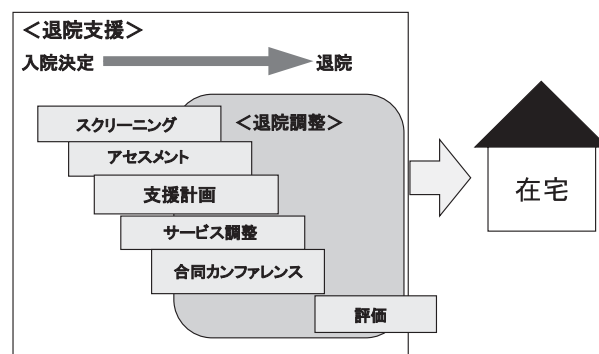 ＜退院支援＞
入院決定
退院
スクリーニング
＜退院調整＞
アセスメント
支援計画
サービス調整
合同カンファレンス
評価
在宅